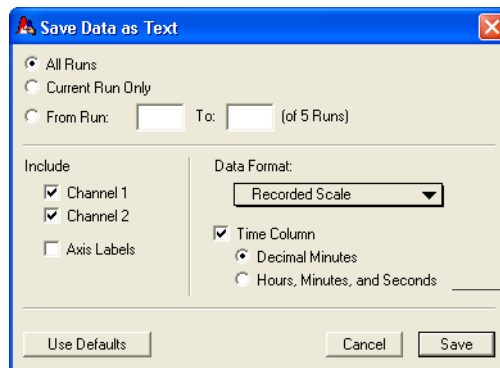 Save Data as Text
All Runs
Current Run Only
From Run: To: (of 5 Runs)
Include
Channel 1
Channel 2
Axis Labels
Data Format:
Recorded Scale
Time Column
Decimal Minutes
Hours, Minutes, and Seconds
Use Defaults Cancel Save